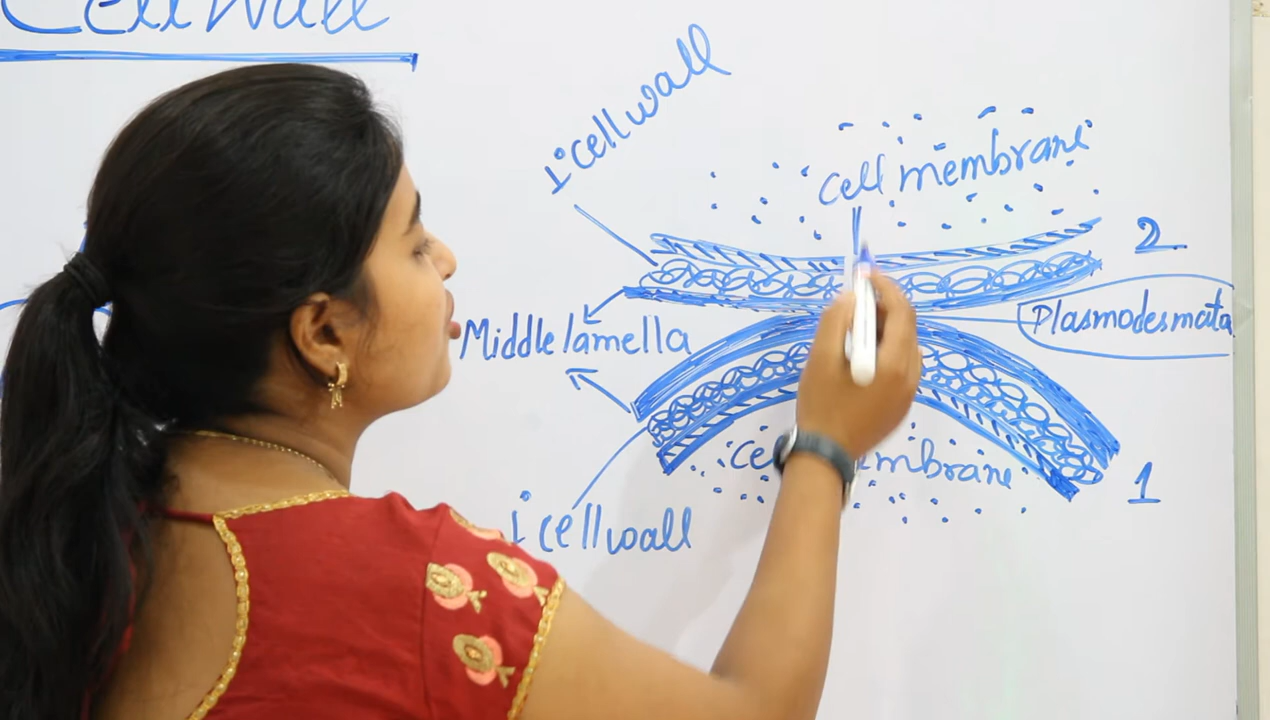 Cell Wall
1° cell wall
cell membrane
2
Plasmodesmata
Middle lamella
1
1° cell wall